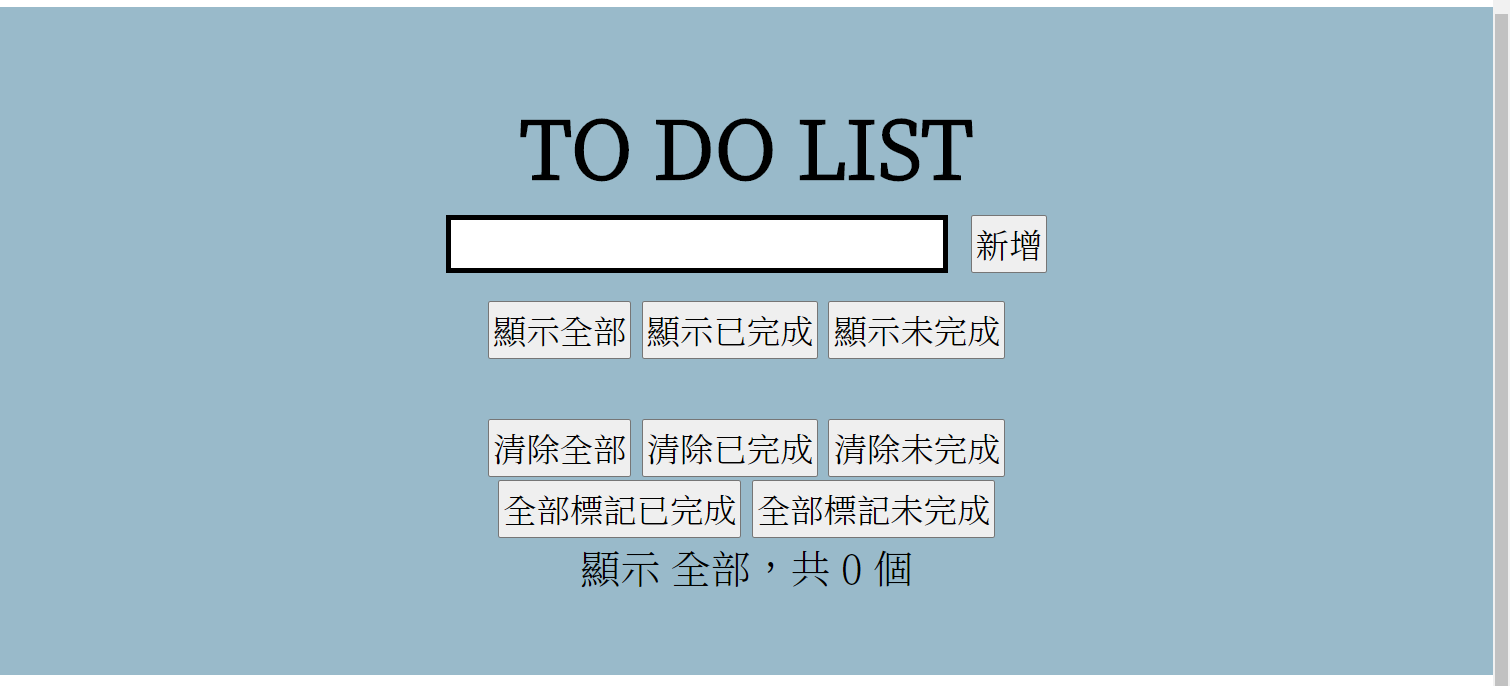 TO DO LIST
新增
顯示全部 顯示已完成 顯示未完成
清除全部 清除已完成 清除未完成
全部標記已完成 全部標記未完成
顯示 全部，共 0 個